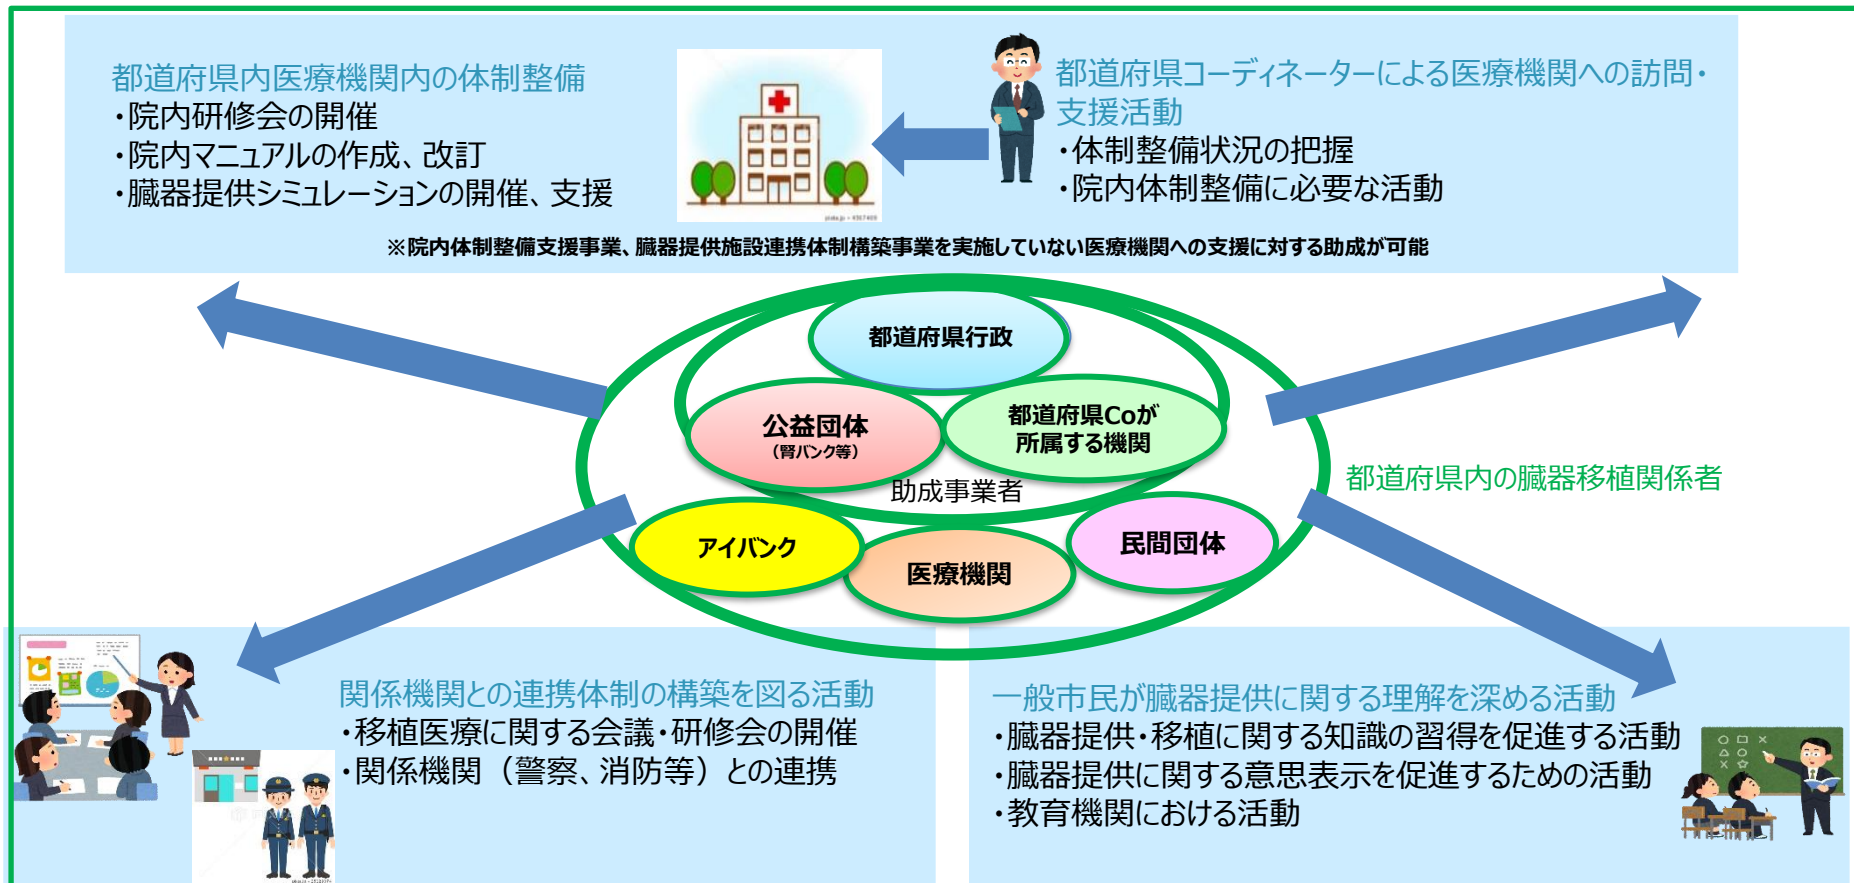 都道府県内医療機関内の体制整備
・院内研修会の開催
・院内マニュアルの作成、改訂
・臓器提供シミュレーションの開催、支援
都道府県コーディネーターによる医療機関への訪問・
支援活動
・体制整備状況の把握
・院内体制整備に必要な活動
※院内体制整備支援事業、臓器提供施設連携体制構築事業を実施していない医療機関への支援に対する助成が可能
都道府県行政
公益団体
（腎バンク等）
都道府県Coが
所属する機関
助成事業者
都道府県内の臓器移植関係者
アイバンク
医療機関
民間団体
関係機関との連携体制の構築を図る活動
・移植医療に関する会議・研修会の開催
・関係機関（警察、消防等）との連携
一般市民が臓器提供に関する理解を深める活動
・臓器提供・移植に関する知識の習得を促進する活動
・臓器提供に関する意思表示を促進するための活動
・教育機関における活動